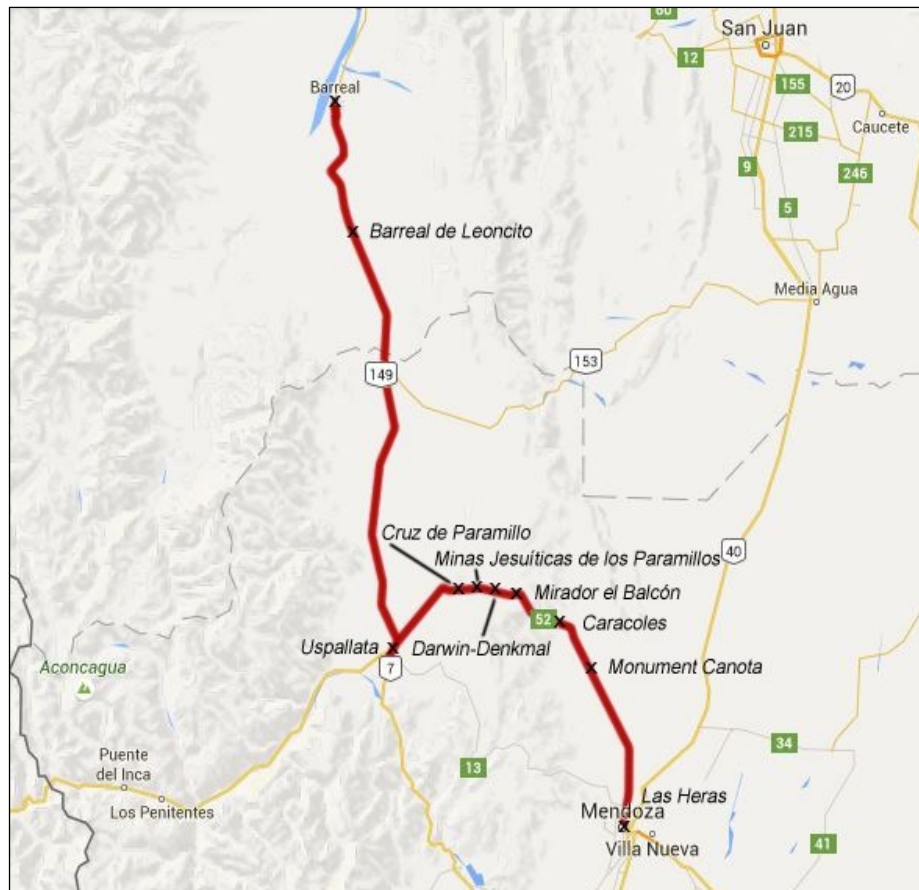 60
San Juan
12
155
20
Barreal
Caucete
215
9
246
5
Barreal de Leoncito
Media Agua
153
149
Cruz de Paramillo
Minas Jesuíticas de los Paramillos
40
Mirador el Balcón
52
Caracoles
Uspallata
Darwin-Denkmal
7
Aconcagua
Monument Canota
34
Puente
del Inca
13
Los Penitentes
Las Heras
Mendoza
Villa Nueva
41